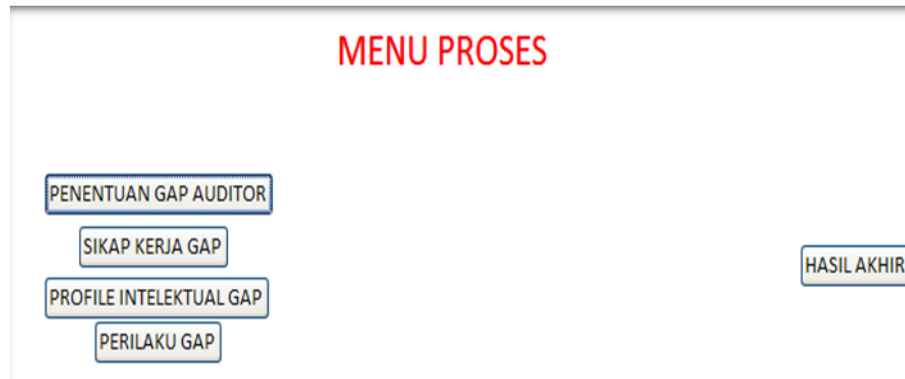 MENU PROSES
PENENTUAN GAP AUDITOR
SIKAP KERJA GAP
HASIL AKHIR
PROFILE INTELEKTUAL GAP
PERILAKU GAP